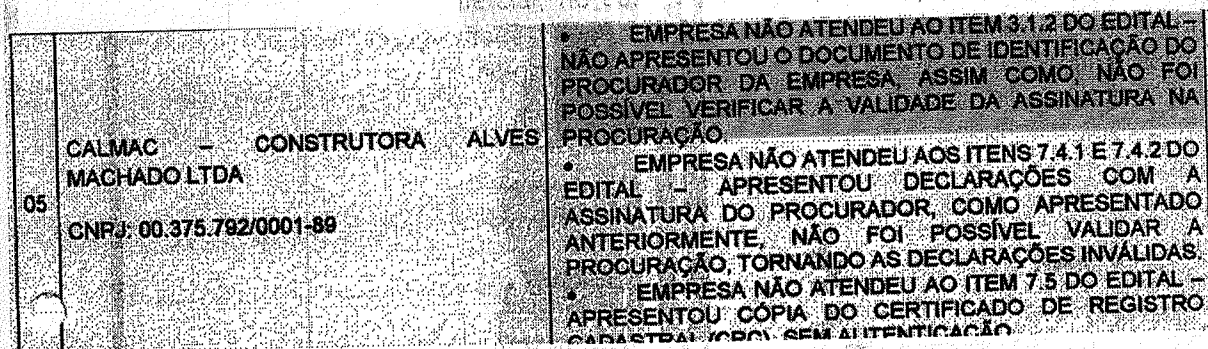 • EMPRESA NÃO ATENDEU AO ITEM 3.1.2 DO EDITAL –
NÃO APRESENTOU O DOCUMENTO DE IDENTIFICAÇÃO DO
PROCURADOR DA EMPRESA, ASSIM COMO, NÃO FOI
POSSÍVEL VERIFICAR A VALIDADE DA ASSINATURA NA
PROCURAÇÃO.
• EMPRESA NÃO ATENDEU AOS ITENS 7.4.1 E 7.4.2 DO
EDITAL – APRESENTOU DECLARAÇÕES COM A
ASSINATURA DO PROCURADOR, COMO APRESENTADO
ANTERIORMENTE, NÃO FOI POSSÍVEL VALIDAR A
PROCURAÇÃO, TORNANDO AS DECLARAÇÕES INVÁLIDAS.
• EMPRESA NÃO ATENDEU AO ITEM 7.5 DO EDITAL –
APRESENTOU CÓPIA DO CERTIFICADO DE REGISTRO
CADASTRAL (CRC), SEM AUTENTICAÇÃO
05
CALMAC – CONSTRUTORA ALVES
MACHADO LTDA
CNPJ: 00.375.792/0001-89